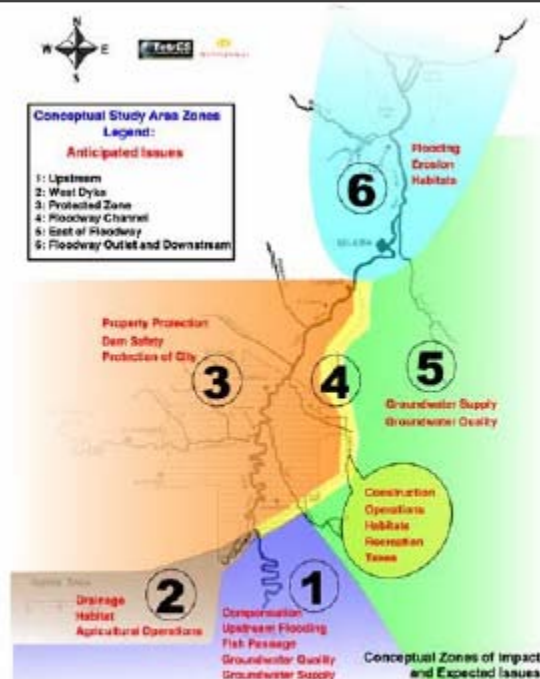 N
W E
S
TetrES
Conceptual Study Area Zones
Legend:
Anticipated Issues
1: Upstream
2: West Dyke
3: Protected Zone
4: Floodway Channel
5: East of Floodway
6: Floodway Outlet and Downstream
Flooding
Erosion
Habitats
6
SELKIRK
Property Protection
Dam Safety
Protection of City
3
4
5
Groundwater Supply
Groundwater Quality
Construction
Operations
Habitats
Recreation
Taxes
2
Drainage
Habitat
Agricultural Operations
1
Compensation
Upstream Flooding
Fish Passage
Groundwater Quality
Groundwater Supply
Conceptual Zones of Impact
and Expected Issues